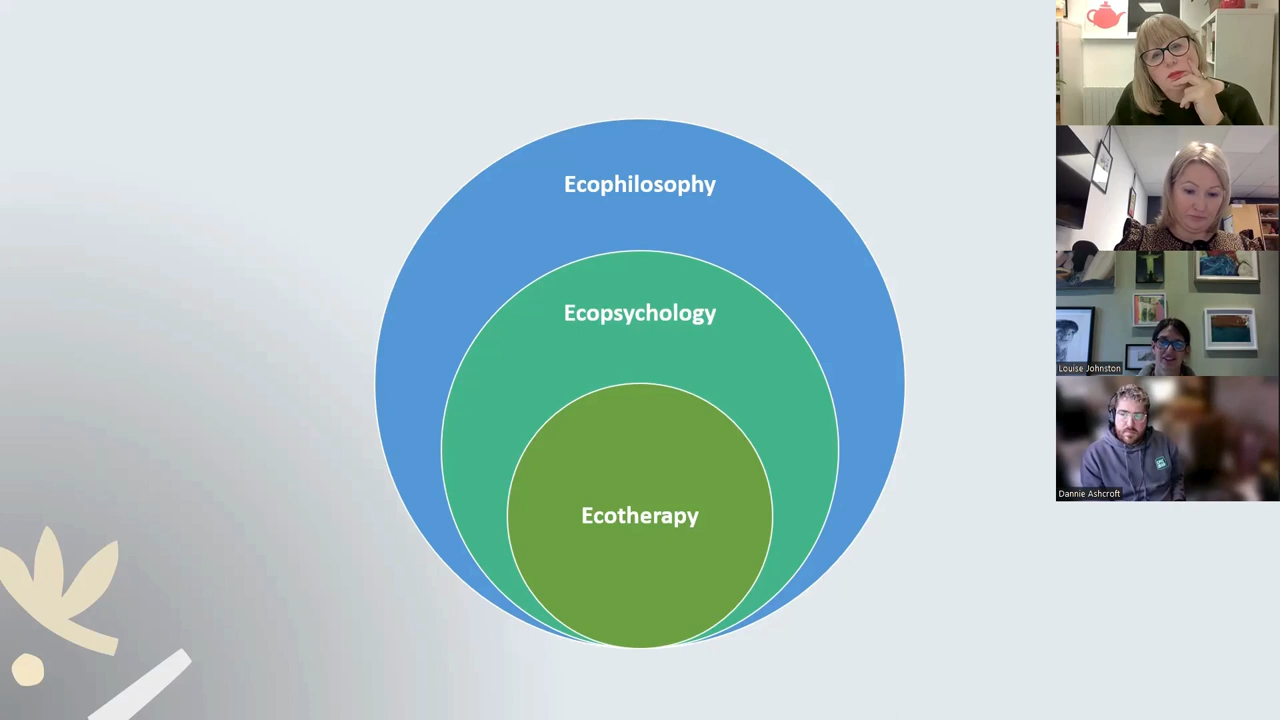 Ecophilosophy
Ecopsychology
Ecotherapy
Louise Johnston
Dannie Ashcroft